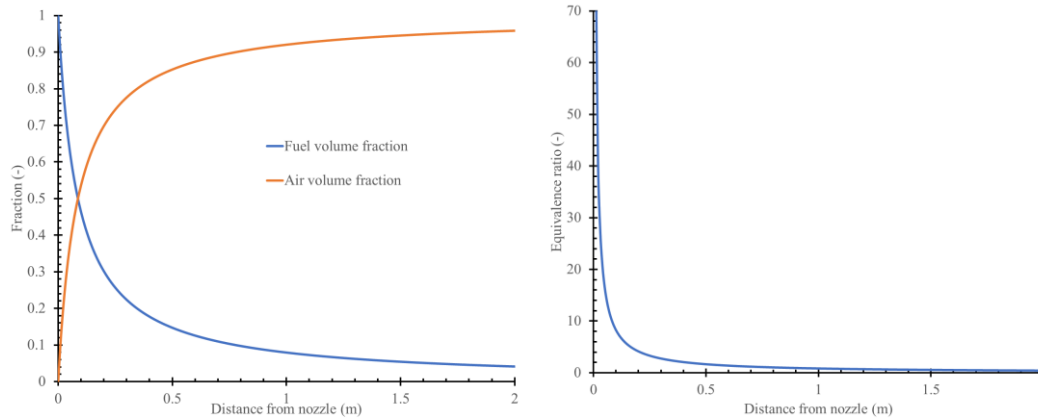 1
0.9
0.8
0.7
0.6
0.5
0.4
0.3
0.2
0.1
0
Fraction (-)
Fuel volume fraction
Air volume fraction
0 0.5 1 1.5 2
Distance from nozzle (m)
70
60
50
40
30
20
10
0
Equivalence ratio (-)
0 0.5 1 1.5
Distance from nozzle (m)